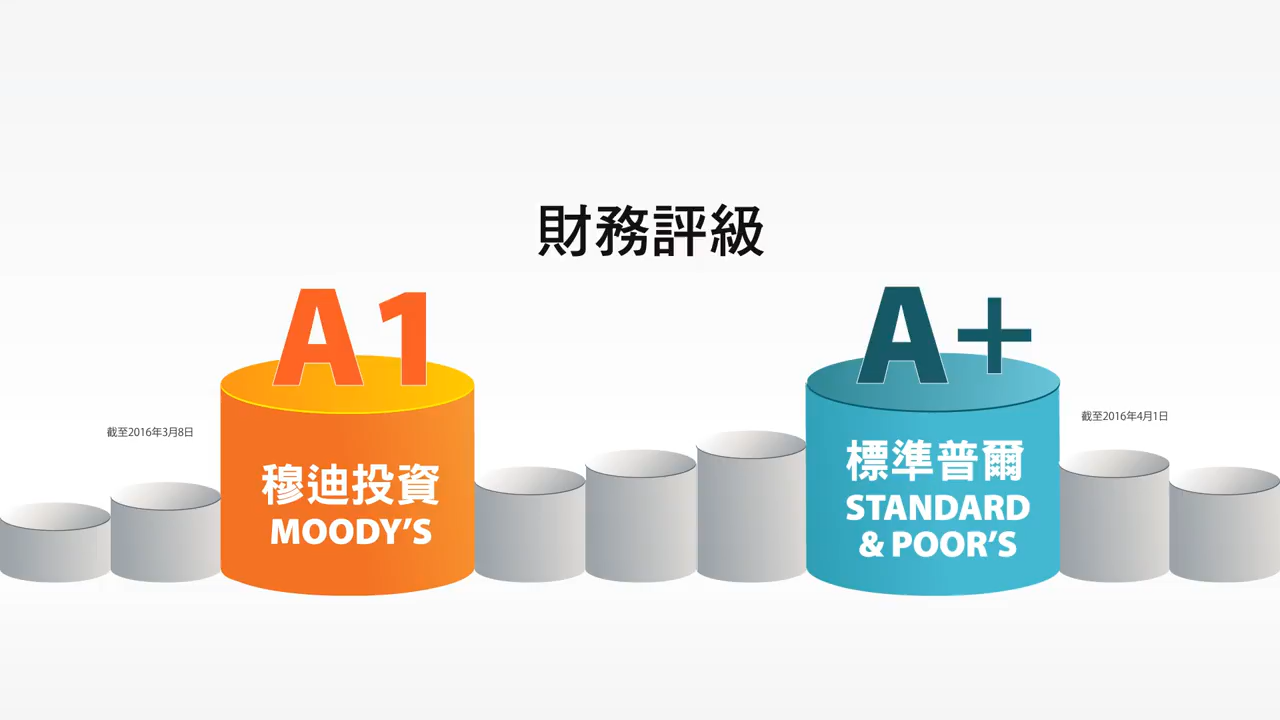 財務評級
A1
截至2016年3月8日
穆迪投資
MOODY'S
A+
截至2016年4月1日
標準普爾
STANDARD
& POOR'S